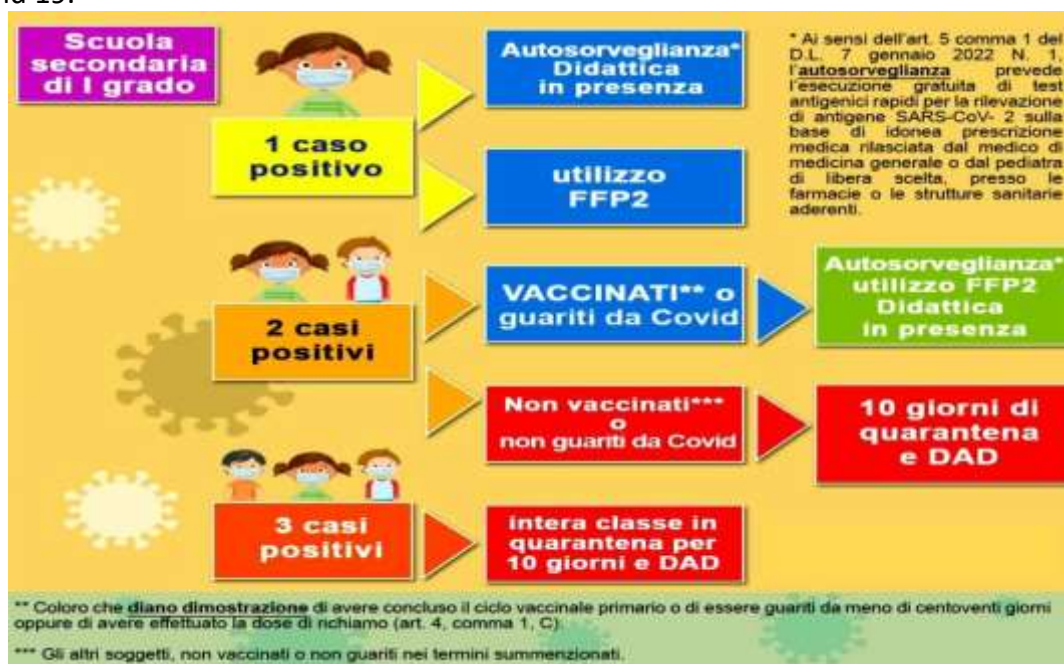 Scuola
secondaria
di I grado
1 caso
positivo
Autosorveglianza*
Didattica
in presenza
utilizzo
FFP2
* Ai sensi dell'art. 5 comma 1 del
D.L. 7 gennaio 2022 N. 1,
l'autosorveglianza prevede
l'esecuzione gratuita di test
antigenici rapidi per la rilevazione
di antigene SARS-CoV- 2 sulla
base di idonea prescrizione
medica rilasciata dal medico di
medicina generale o dal pediatra
di libera scelta, presso le
farmacie o le strutture sanitarie
aderenti.
2 casi
positivi
VACCINATI** o
guariti da Covid
Autosorveglianza*
utilizzo FFP2
Didattica
in presenza
Non vaccinati***
o
non guariti da Covid
10 giorni di
quarantena
e DAD
3 casi
positivi
intera classe in
quarantena per
10 giorni e DAD
** Coloro che diano dimostrazione di avere concluso il ciclo vaccinale primario o di essere guariti da meno di centoventi giorni
oppure di avere effettuato la dose di richiamo (art. 4, comma 1, C).
*** Gli altri soggetti, non vaccinati o non guariti nei termini summenzionati.